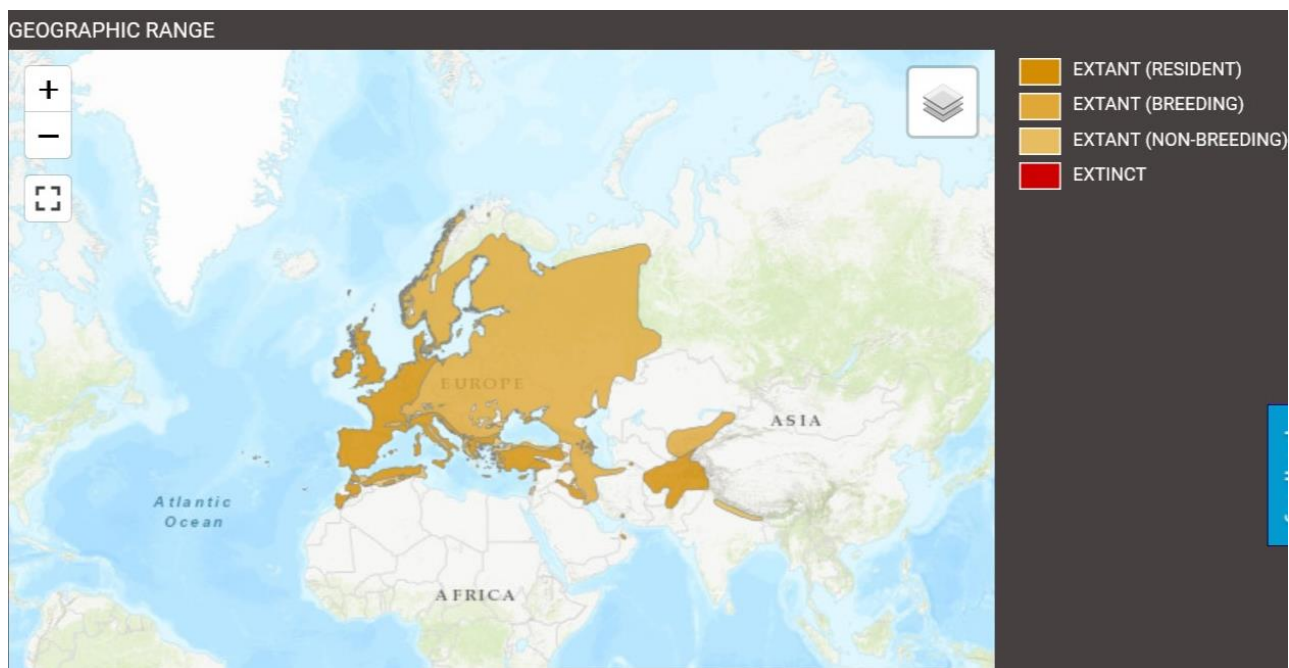 GEOGRAPHIC RANGE
+
−
EXTANT (RESIDENT)
EXTANT (BREEDING)
EXTANT (NON-BREEDING)
EXTINCT
EUROPE
ASIA
Atlantic
Ocean
AFRICA